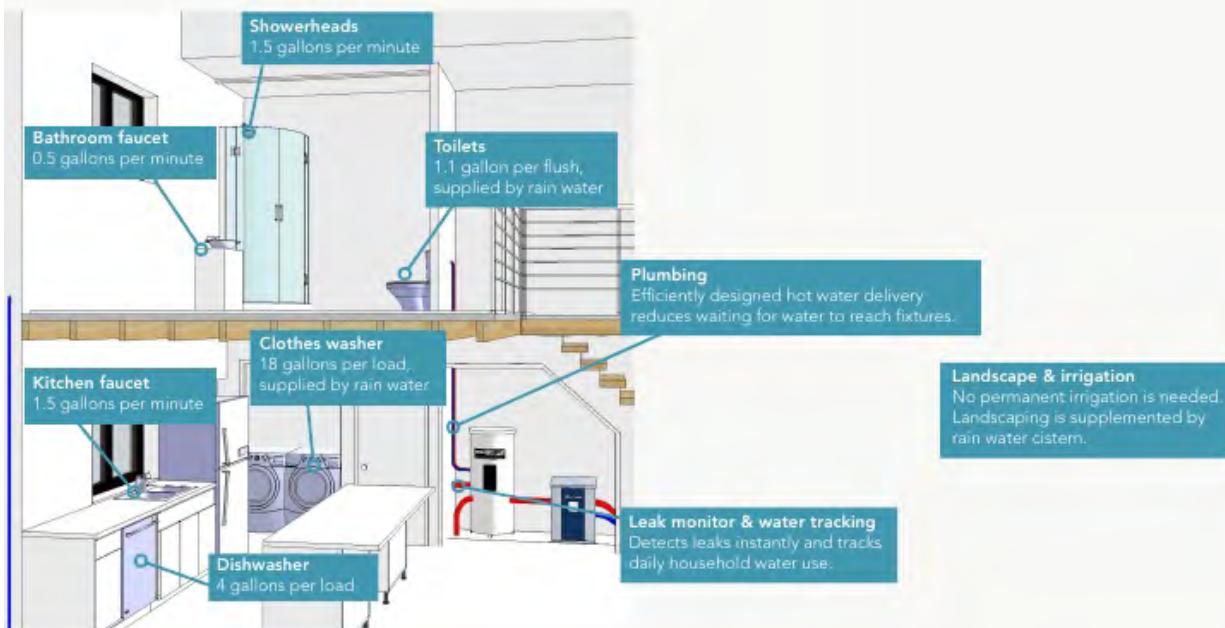 Showerheads
1.5 gallons per minute
Bathroom faucet
0.5 gallons per minute
Toilets
1.1 gallon per flush,
supplied by rain water
Plumbing
Efficiently designed hot water delivery
reduces waiting for water to reach fixtures.
Clothes washer
18 gallons per load,
supplied by rain water
Kitchen faucet
1.5 gallons per minute
Landscape & irrigation
No permanent irrigation is needed.
Landscaping is supplemented by
rain water cistern.
Leak monitor & water tracking
Detects leaks instantly and tracks
daily household water use.
Dishwasher
4 gallons per load